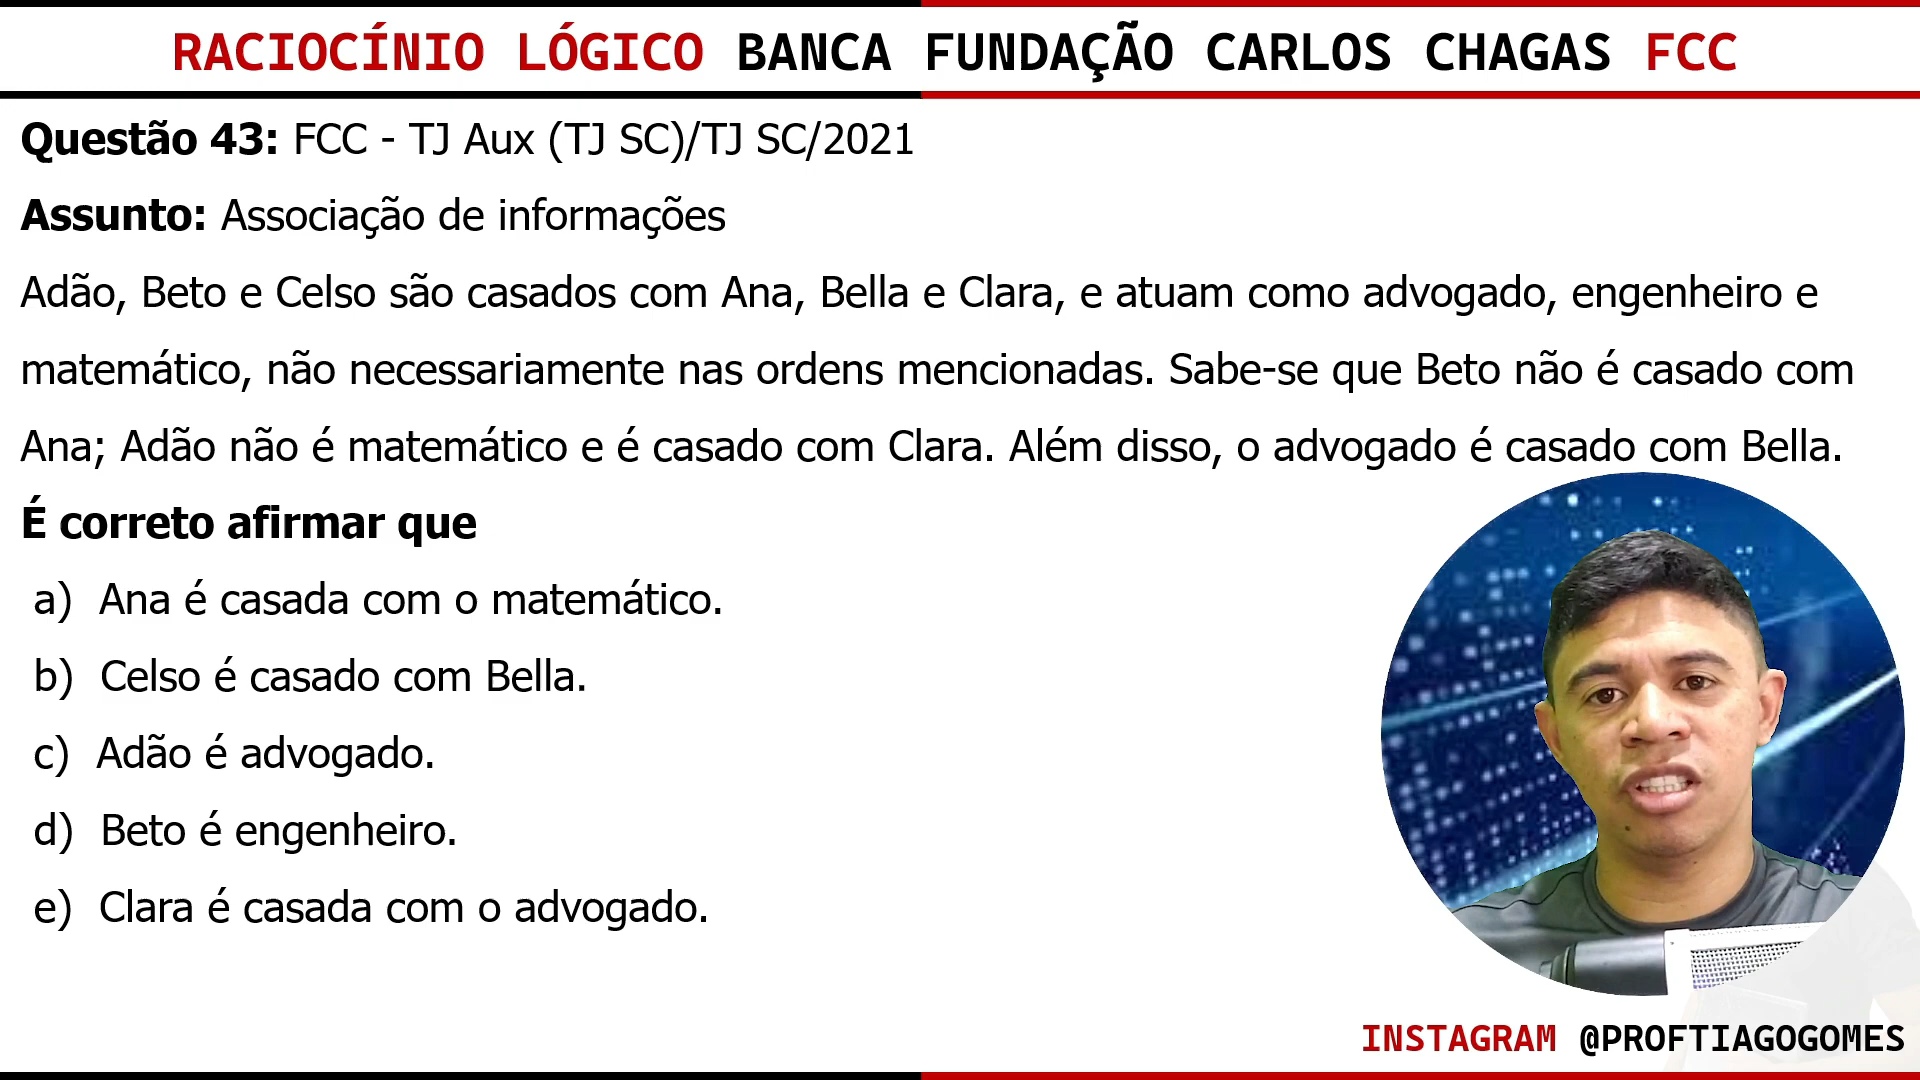 RACIOCÍNIO LÓGICO BANCA FUNDAÇÃO CARLOS CHAGAS FCC
Questão 43: FCC - TJ Aux (TJ SC)/TJ SC/2021
Assunto: Associação de informações
Adão, Beto e Celso são casados com Ana, Bella e Clara, e atuam como advogado, engenheiro e
matemático, não necessariamente nas ordens mencionadas. Sabe-se que Beto não é casado com
Ana; Adão não é matemático e é casado com Clara. Além disso, o advogado é casado com Bella.
É correto afirmar que
a) Ana é casada com o matemático.
b) Celso é casado com Bella.
c) Adão é advogado.
d) Beto é engenheiro.
e) Clara é casada com o advogado.
INSTAGRAM @PROFTIAGOGOMES